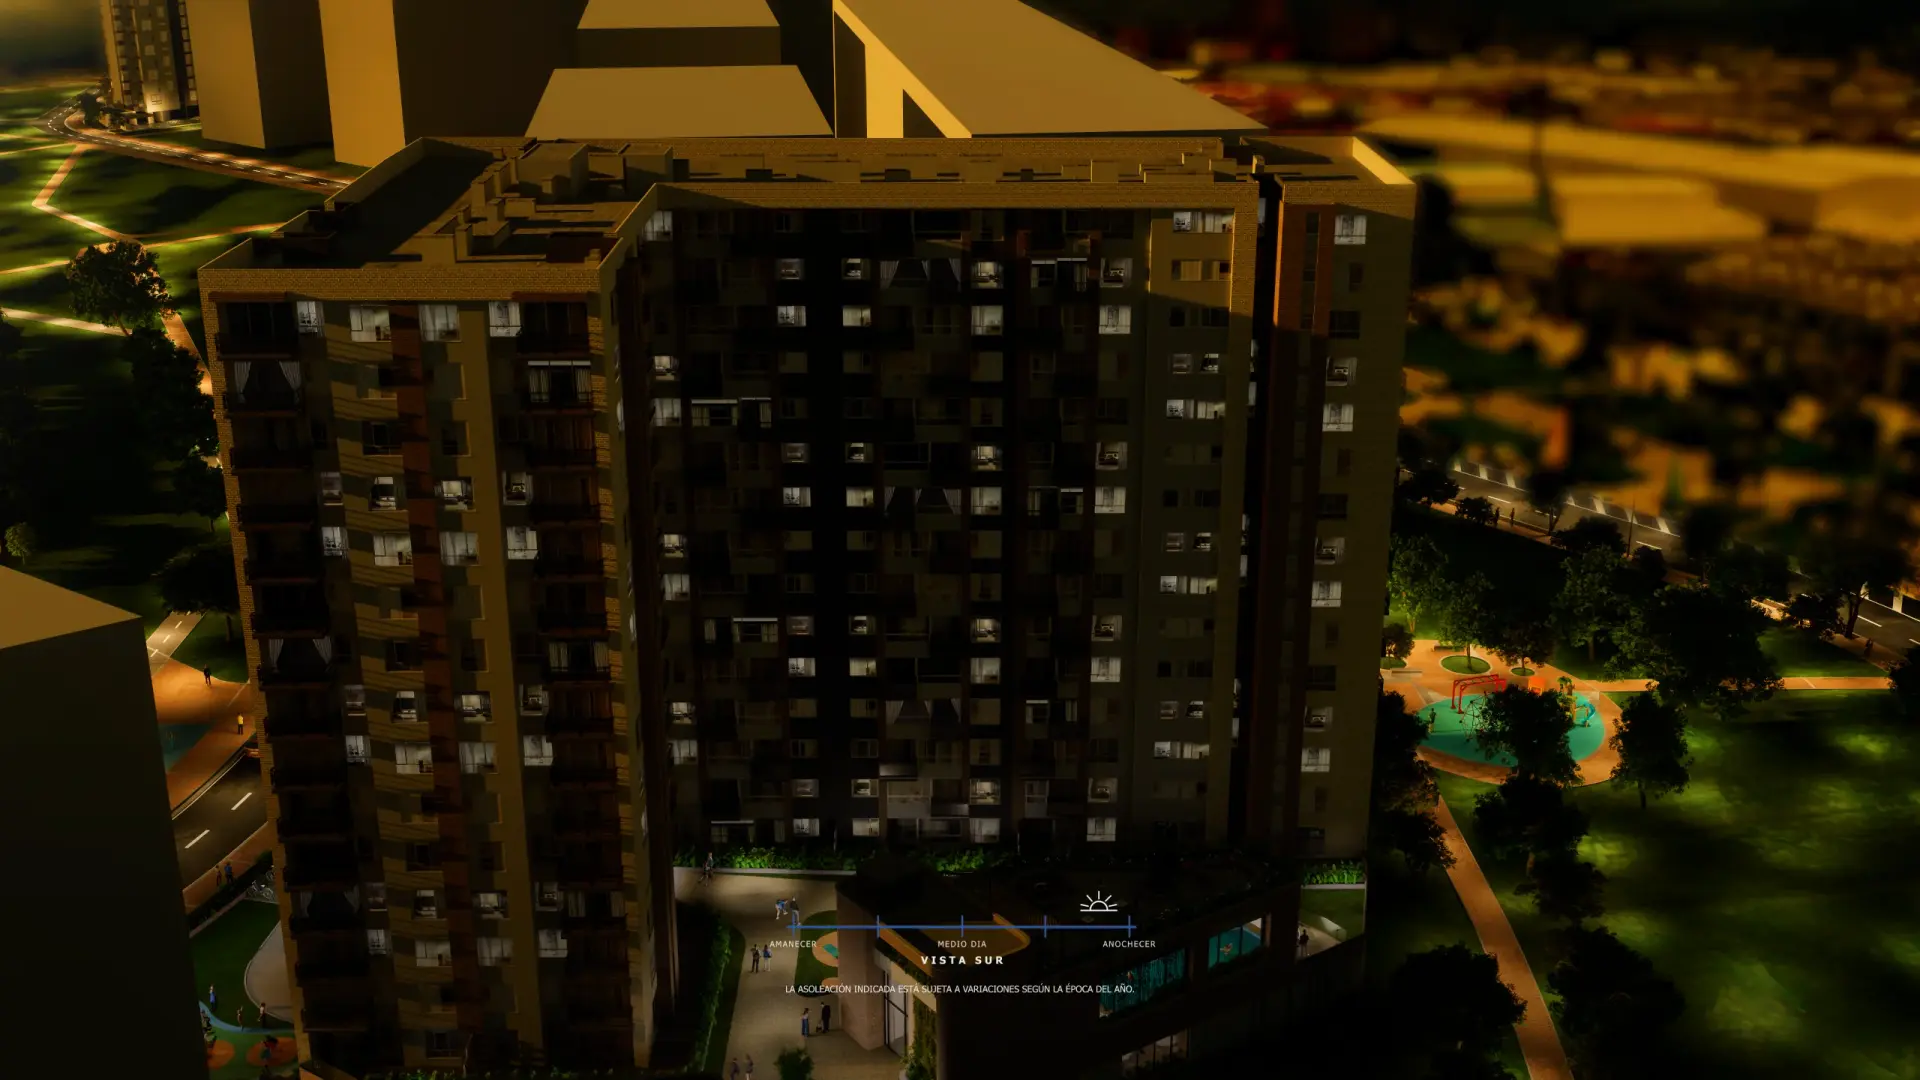 AMANECER MEDIO DIA ANOCHECER
VISTA SUR
LA ASOLEACIÓN INDICADA ESTÁ SUJETA A VARIACIONES SEGÚN LA ÉPOCA DEL AÑO.